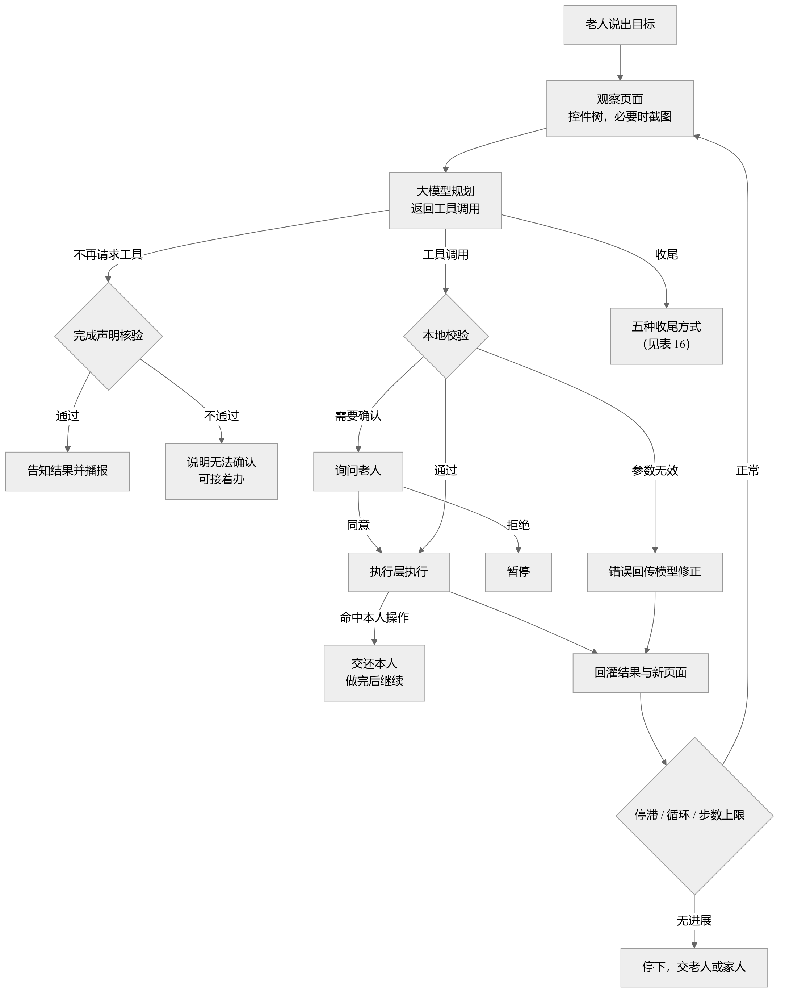 老人说出目标
观察页面
控件树，必要时截图
大模型规划
返回工具调用
不再请求工具
工具调用
收尾
完成声明核验
本地校验
五种收尾方式
（见表 16）
通过
不通过
需要确认
告知结果并播报
说明无法确认
可接着办
询问老人
通过
参数无效
正常
同意
拒绝
执行层执行
暂停
错误回传模型修正
命中本人操作
交还本人
做完后继续
回灌结果与新页面
停滞 / 循环 / 步数上限
无进展
停下，交老人或家人